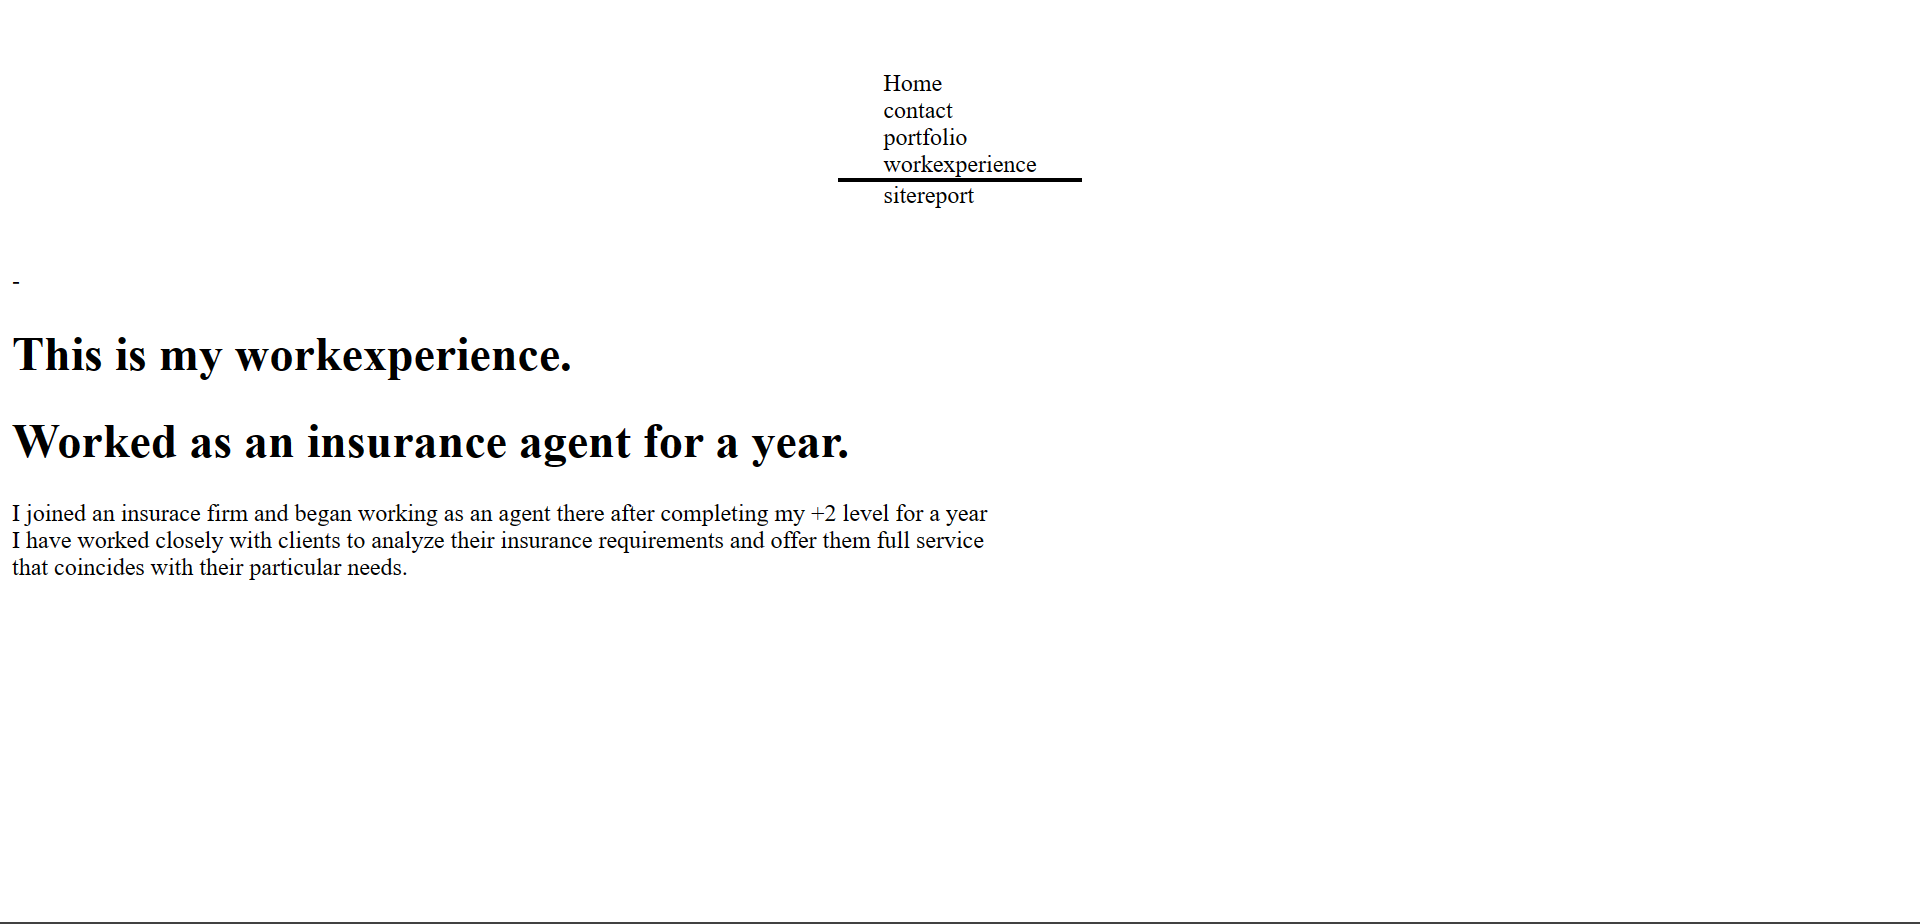 Home
contact
portfolio
workexperience
sitereport
-
This is my workexperience.
Worked as an insurance agent for a year.
I joined an insurace firm and began working as an agent there after completing my +2 level for a year
I have worked closely with clients to analyze their insurance requirements and offer them full service
that coincides with their particular needs.